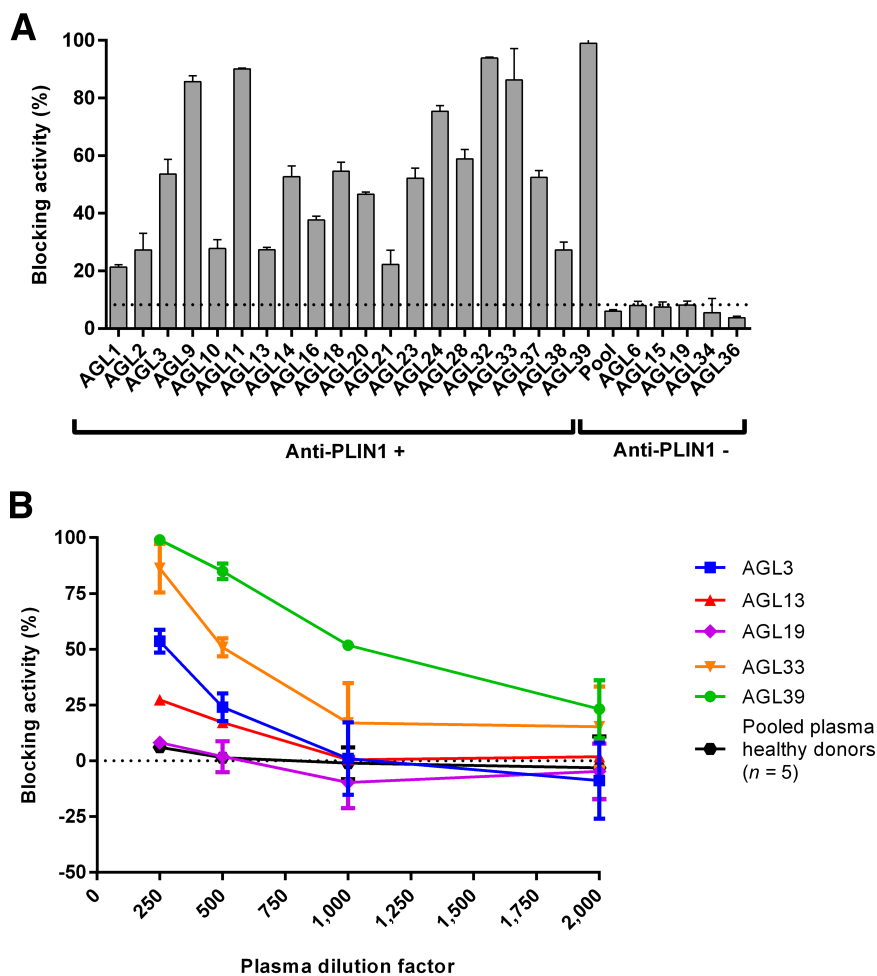 A
Blocking activity (%)
100
80
60
40
20
0
AGL1
AGL2
AGL3
AGL9
AGL10
AGL11
AGL13
AGL14
AGL16
AGL18
AGL20
AGL21
AGL23
AGL24
AGL28
AGL32
AGL33
AGL37
AGL38
AGL39
Pool
AGL6
AGL15
AGL19
AGL34
AGL36
Anti-PLIN1 +
Anti-PLIN1 -
B
Blocking activity (%)
100
75
50
25
0
-25
-50
0
250
500
750
1,000
1,250
1,500
1,750
2,000
Plasma dilution factor
AGL3
AGL13
AGL19
AGL33
AGL39
Pooled plasma
healthy donors
(n = 5)